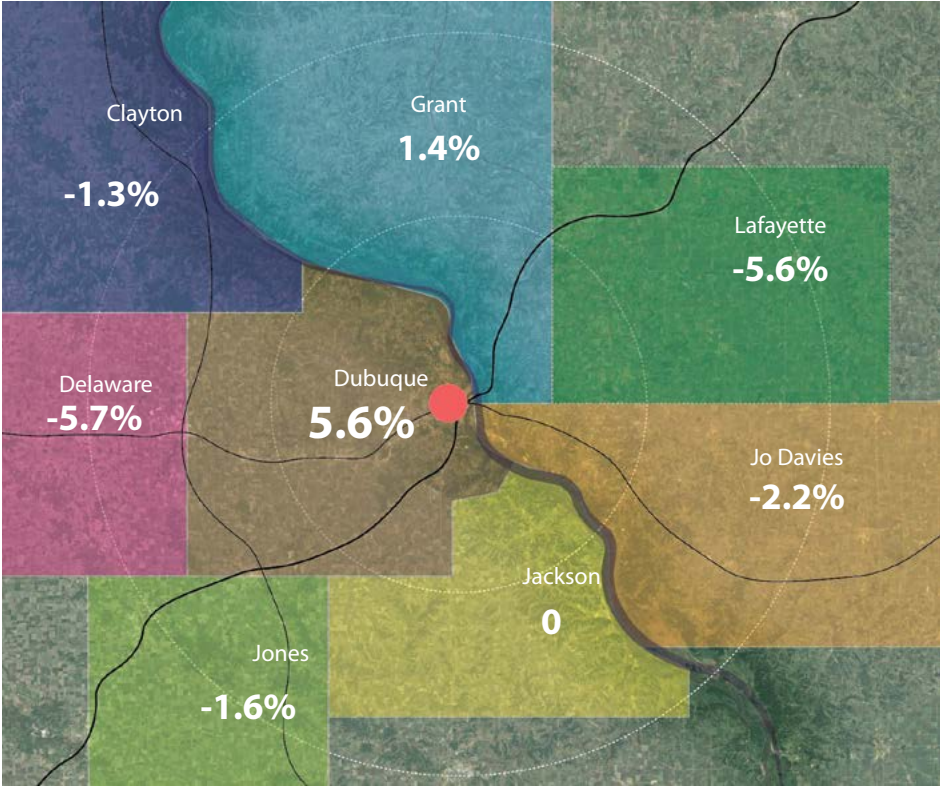 Clayton
-1.3%
Grant
1.4%
Lafayette
-5.6%
Delaware
-5.7%
Dubuque
5.6%
Jo Davies
-2.2%
Jackson
0
Jones
-1.6%